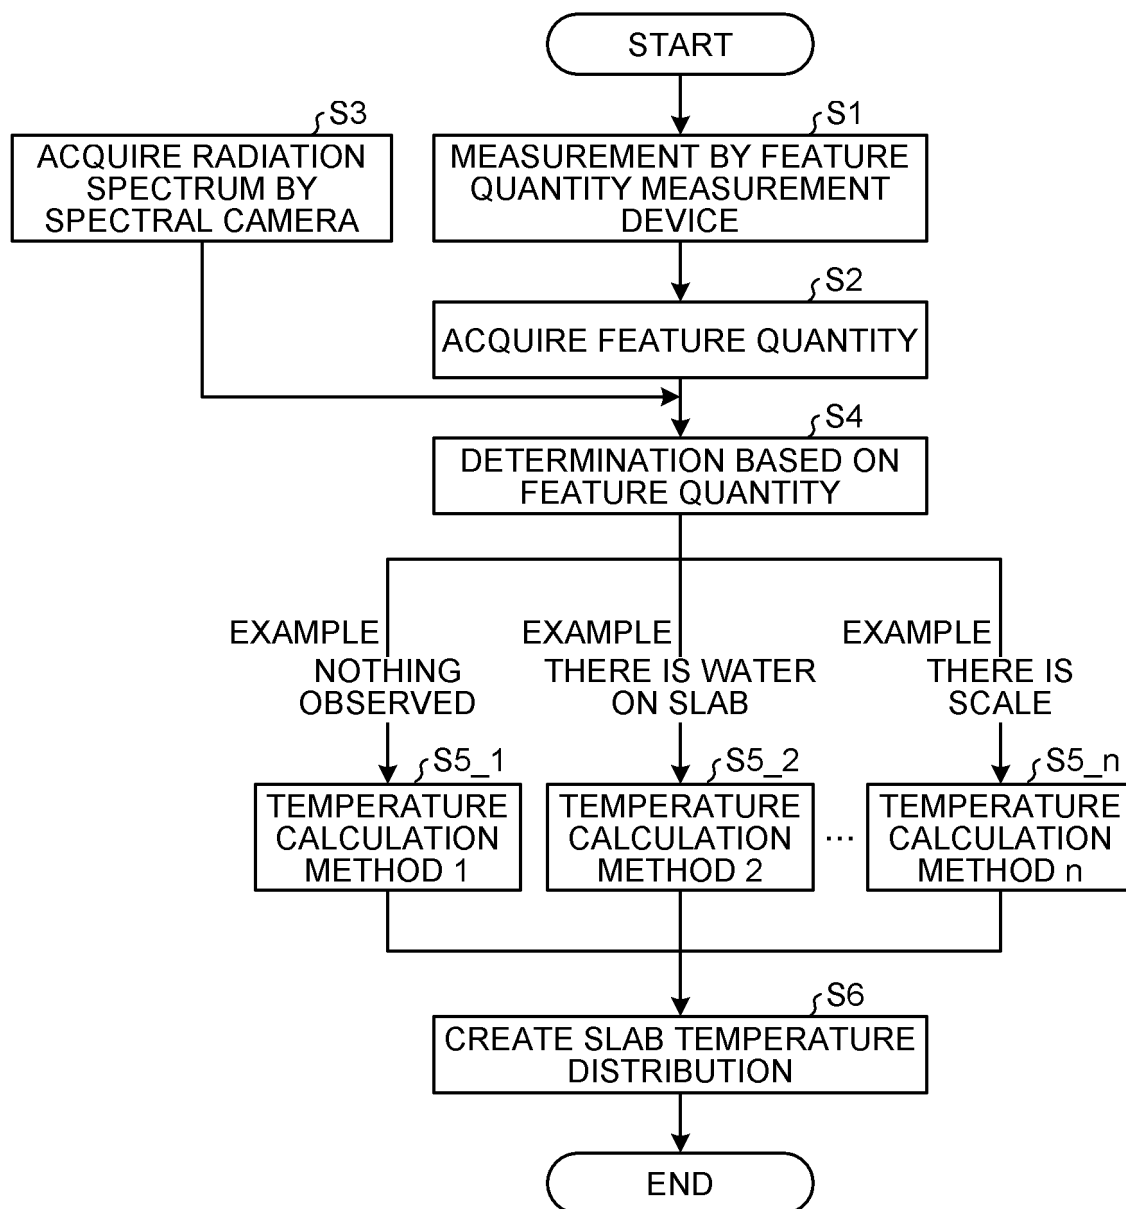 START
S3
ACQUIRE RADIATION
SPECTRUM BY
SPECTRAL CAMERA
S1
MEASUREMENT BY FEATURE
QUANTITY MEASUREMENT
DEVICE
S2
ACQUIRE FEATURE QUANTITY
S4
DETERMINATION BASED ON
FEATURE QUANTITY
EXAMPLE
NOTHING
OBSERVED
EXAMPLE
THERE IS WATER
ON SLAB
EXAMPLE
THERE IS
SCALE
S5_1
TEMPERATURE
CALCULATION
METHOD 1
S5_2
TEMPERATURE
CALCULATION
METHOD 2
...
S5_n
TEMPERATURE
CALCULATION
METHOD n
S6
CREATE SLAB TEMPERATURE
DISTRIBUTION
END